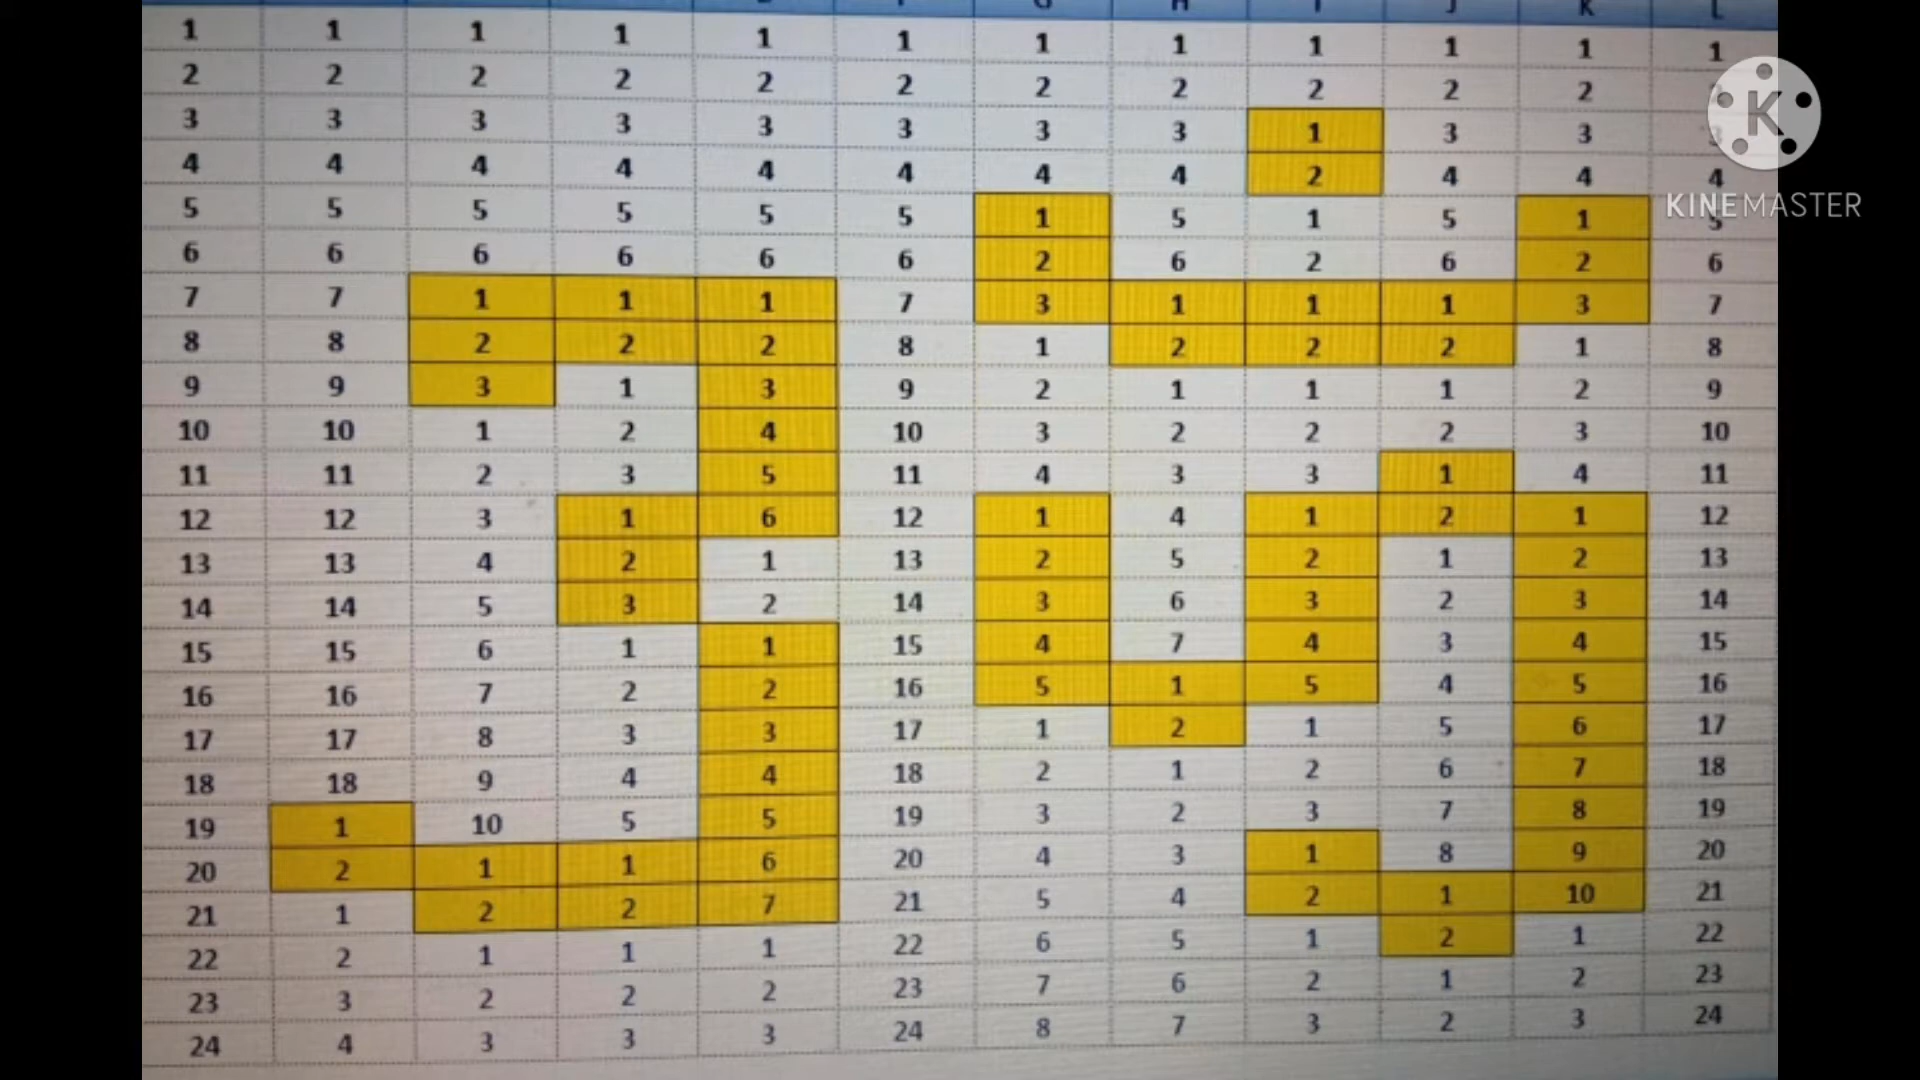 G H I J K L
1 1 1 1 1 1 1 1 1 1 1 1
2 2 2 2 2 2 2 2 2 2 2
3 3 3 3 3 3 3 3 1 3 3 3
4 4 4 4 4 4 4 4 2 4 4 4
5 5 5 5 5 5 1 5 1 5 1 5
6 6 6 6 6 6 2 6 2 6 2 6
7 7 1 1 1 7 3 1 1 1 3 7
8 8 2 2 2 8 1 2 2 2 1 8
9 9 3 1 3 9 2 1 1 1 2 9
10 10 1 2 4 10 3 2 2 2 3 10
11 11 2 3 5 11 4 3 3 1 4 11
12 12 3 1 6 12 1 4 1 2 1 12
13 13 4 2 1 13 2 5 2 1 2 13
14 14 5 3 2 14 3 6 3 2 3 14
15 15 6 1 1 15 4 7 4 3 4 15
16 16 7 2 2 16 5 1 5 4 5 16
17 17 8 3 3 17 1 2 1 5 6 17
18 18 9 4 4 18 2 1 2 6 7 18
19 1 10 5 5 19 3 2 3 7 8 19
20 2 1 1 6 20 4 3 1 8 9 20
21 1 2 2 7 21 5 4 2 1 10 21
22 2 1 1 1 22 6 5 1 2 1 22
23 3 2 2 2 23 7 6 2 1 2 23
24 4 3 3 3 24 8 7 3 2 3 24
K
KINEMASTER